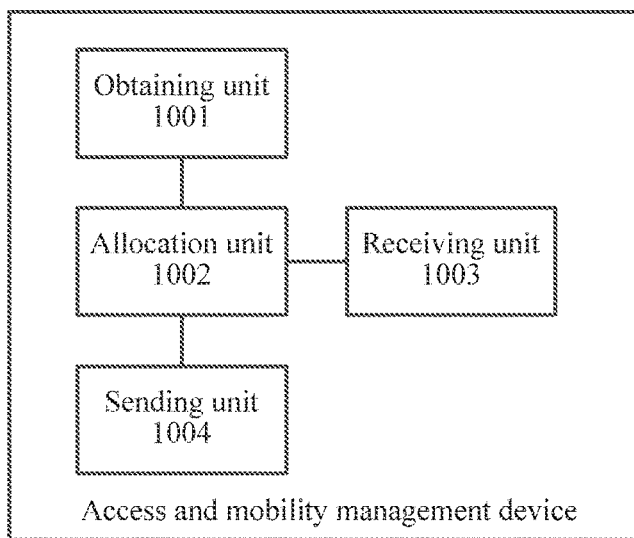 Obtaining unit
1001
Allocation unit
1002
Receiving unit
1003
Sending unit
1004
Access and mobility management device